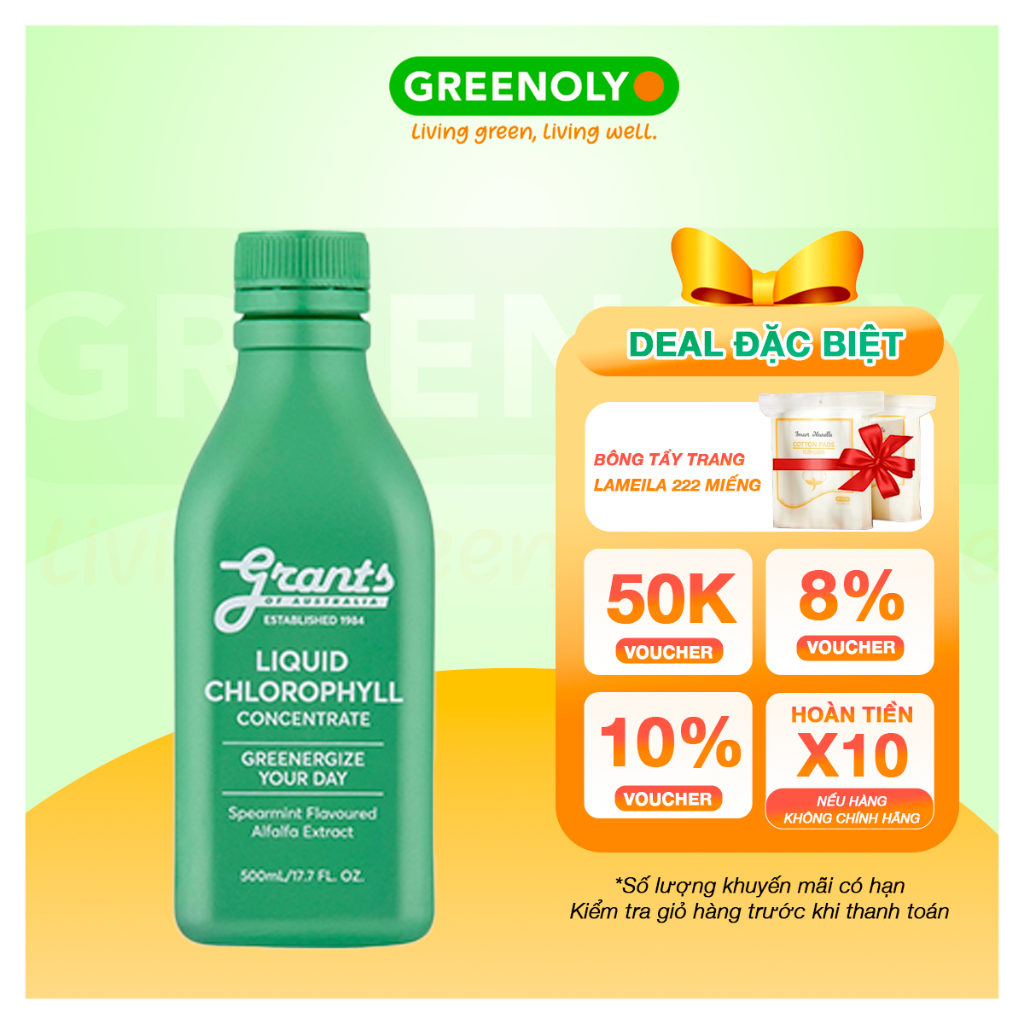 GREENOLY
living green, living well.
DEAL ĐẶC BIỆT
BÔNG TẨY TRANG
LAMEILA 222 MIẾNG
COTTON PADS
50K
VOUCHER
8%
VOUCHER
10%
VOUCHER
HOÀN TIỀN
X10
NẾU HÀNG
KHÔNG CHÍNH HÃNG
*Số lượng khuyến mãi có hạn
Kiểm tra giỏ hàng trước khi thanh toán
grants
OF AUSTRALIA
ESTABLISHED 1984
LIQUID
CHLOROPHYLL
CONCENTRATE
GREENERGIZE
YOUR DAY
Spearmint Flavoured
Alfalfa Extract
500mL/17.7 FL. OZ.
GREENOLY